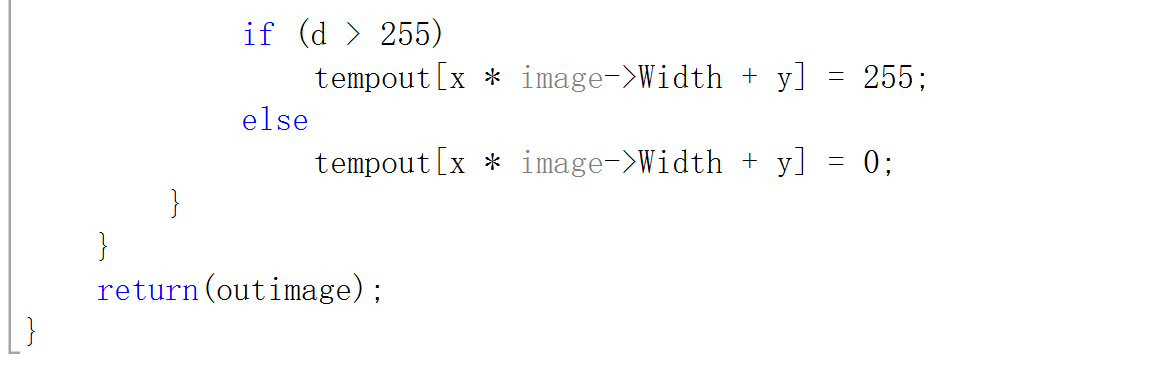 if (d > 255)
tempout[x * image->Width + y] = 255;
else
tempout[x * image->Width + y] = 0;
}
}
return(outimage);
}